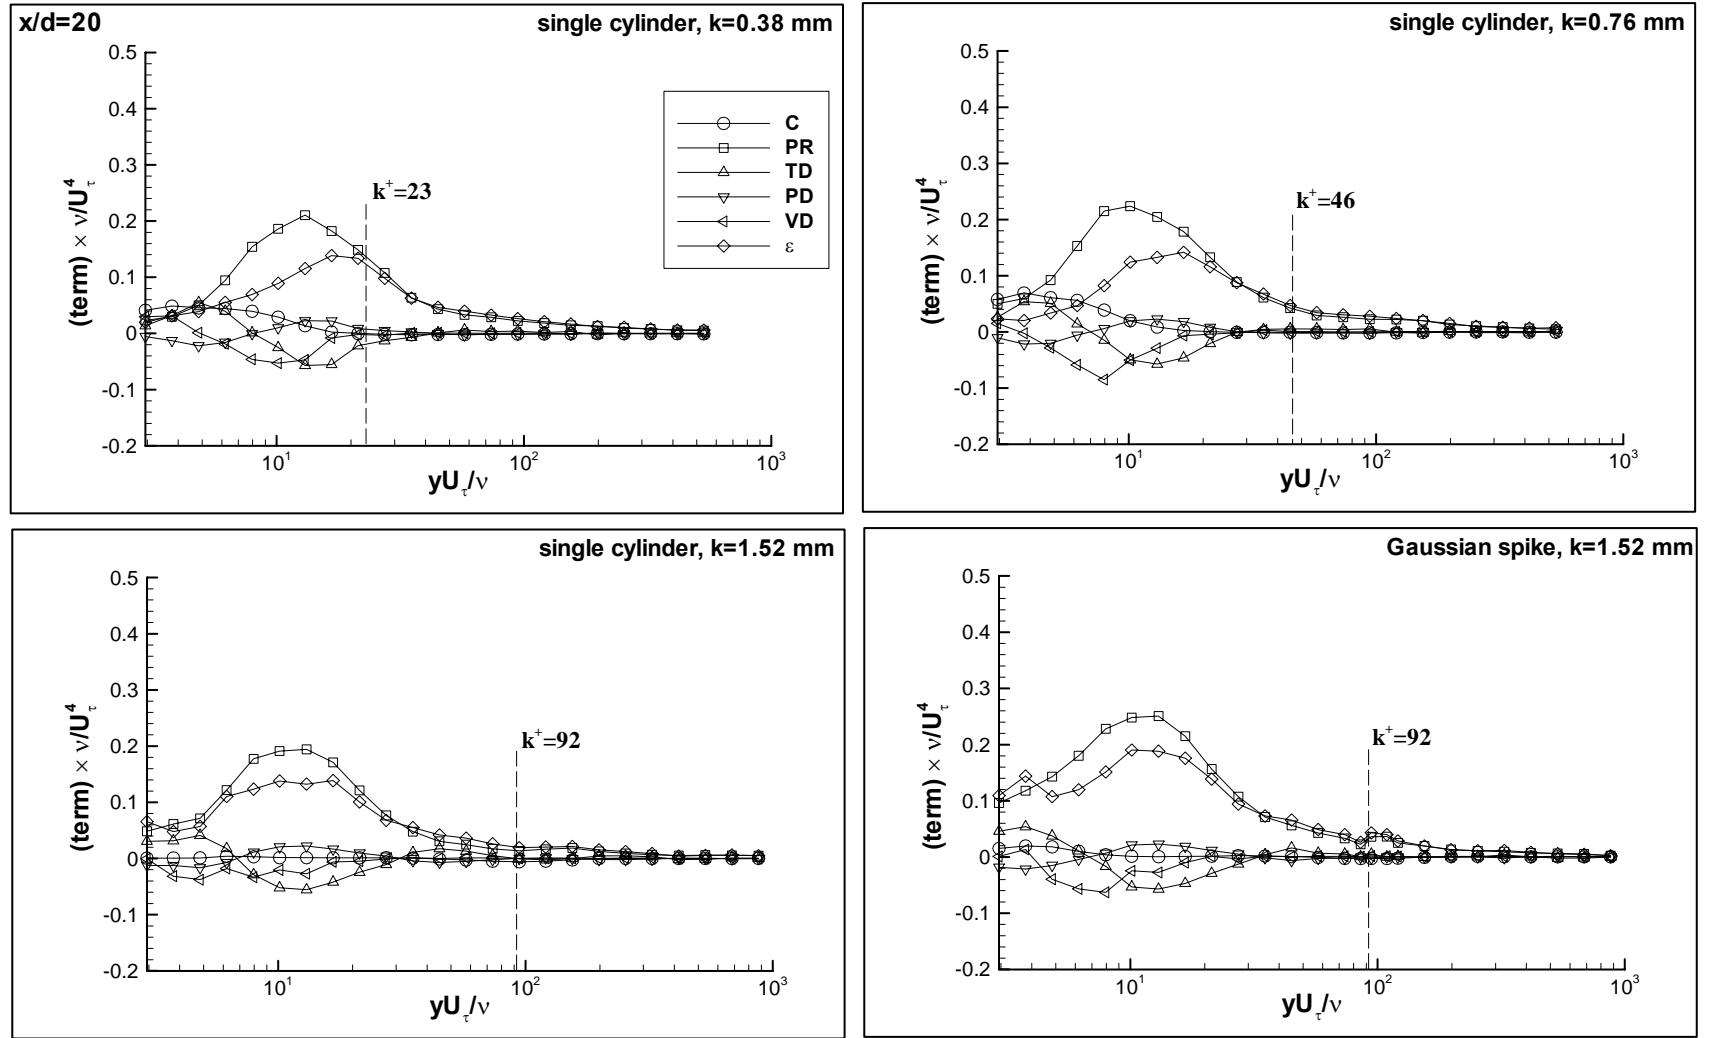 x/d=20
single cylinder, k=0.38 mm
0.5
0.4
0.3
0.2
0.1
0
-0.1
-0.2
(term) × ν/U⁴τ
C
PR
TD
PD
VD
ε
k⁺=23
10¹
10²
10³
yUτ/ν
single cylinder, k=0.76 mm
0.5
0.4
0.3
0.2
0.1
0
-0.1
-0.2
(term) × ν/U⁴τ
k⁺=46
10¹
10²
10³
yUτ/ν
single cylinder, k=1.52 mm
0.5
0.4
0.3
0.2
0.1
0
-0.1
-0.2
(term) × ν/U⁴τ
k⁺=92
10¹
10²
10³
yUτ/ν
Gaussian spike, k=1.52 mm
0.5
0.4
0.3
0.2
0.1
0
-0.1
-0.2
(term) × ν/U⁴τ
k⁺=92
10¹
10²
10³
yUτ/ν